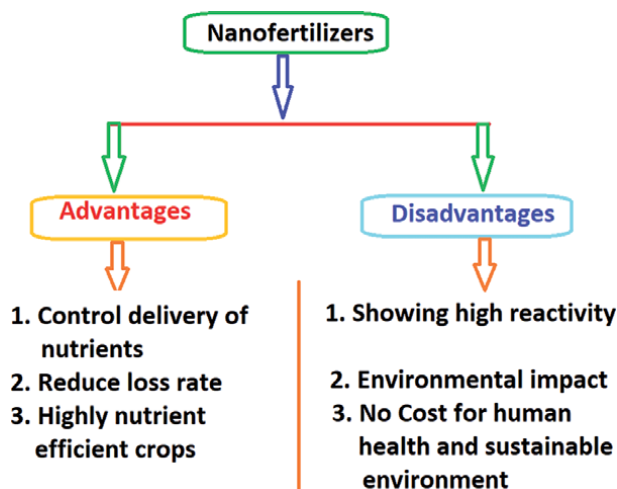 Nanofertilizers
Advantages
Disadvantages
1. Control delivery of
nutrients
2. Reduce loss rate
3. Highly nutrient
efficient crops
1. Showing high reactivity
2. Environmental impact
3. No Cost for human
health and sustainable
environment